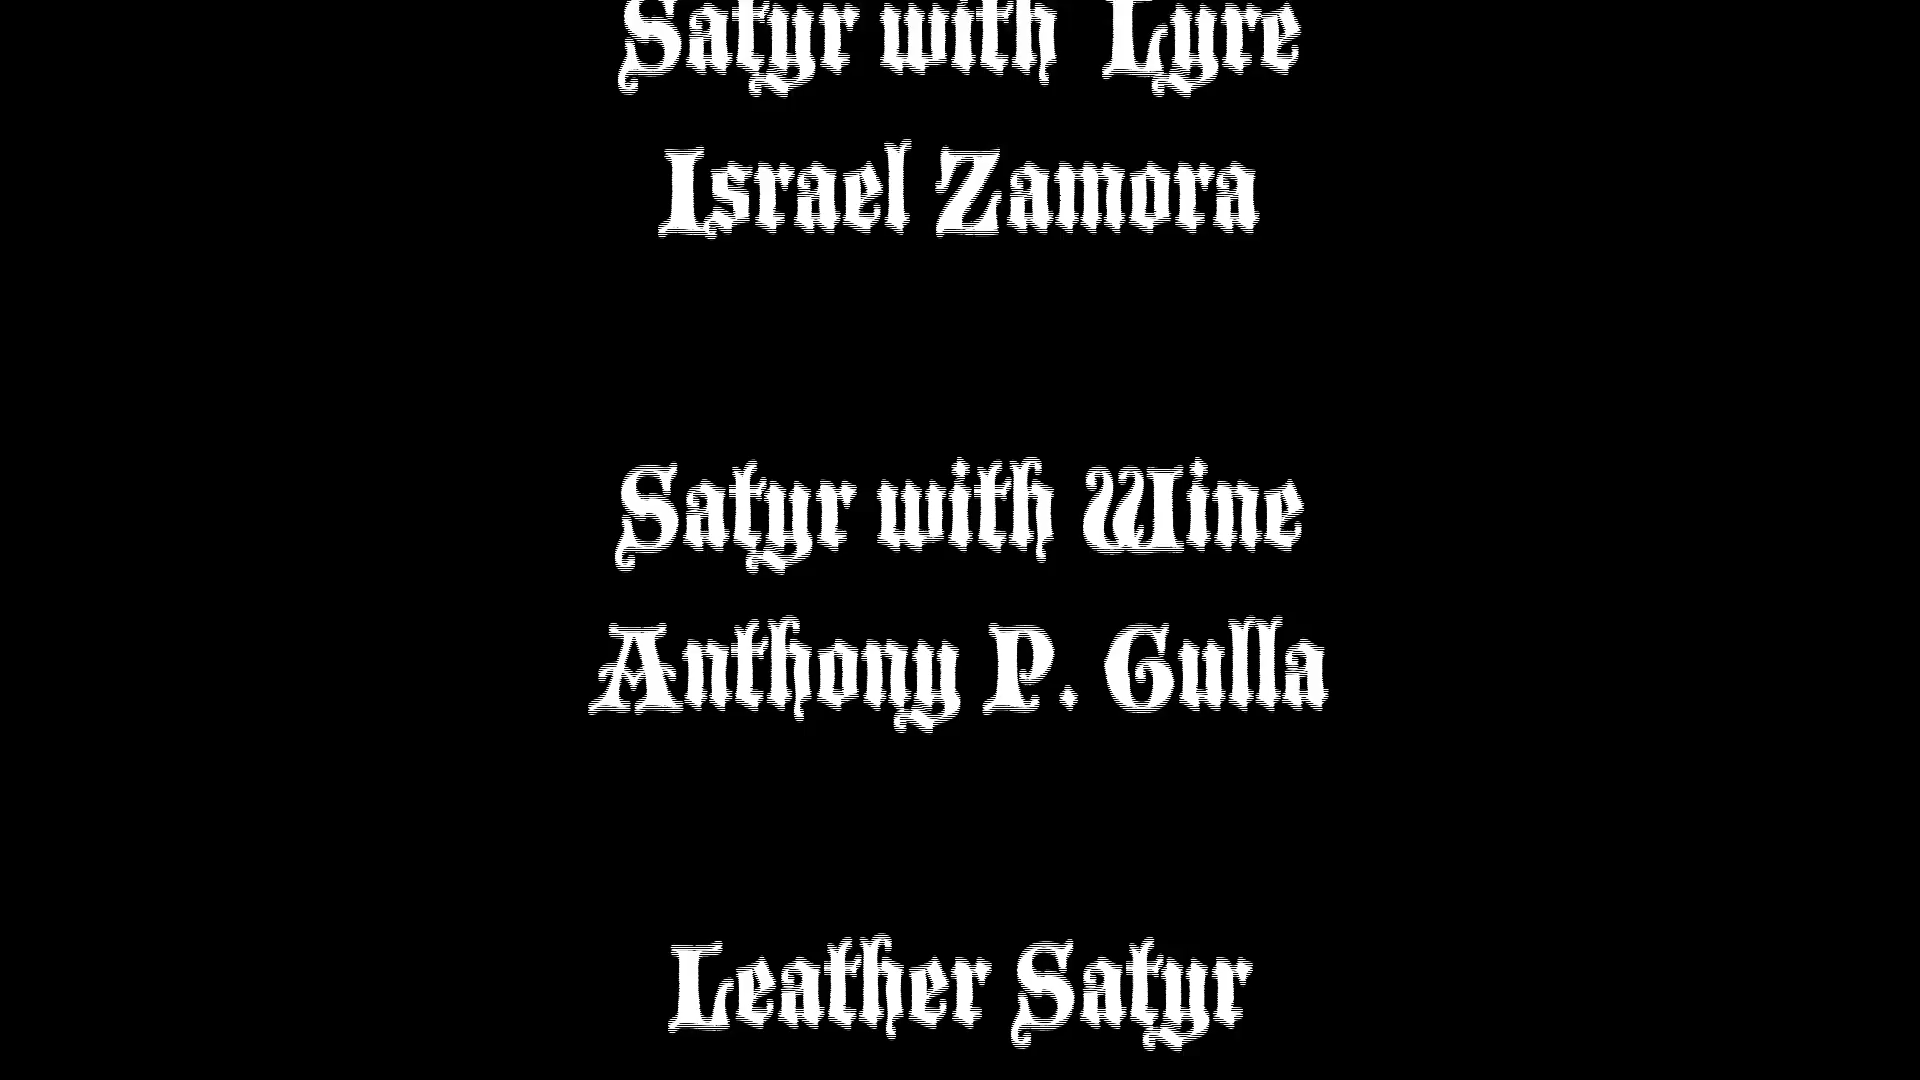 Satyr with Lyre
Israel Zamora
Satyr with Wine
Anthony P. Gulla
Leather Satyr